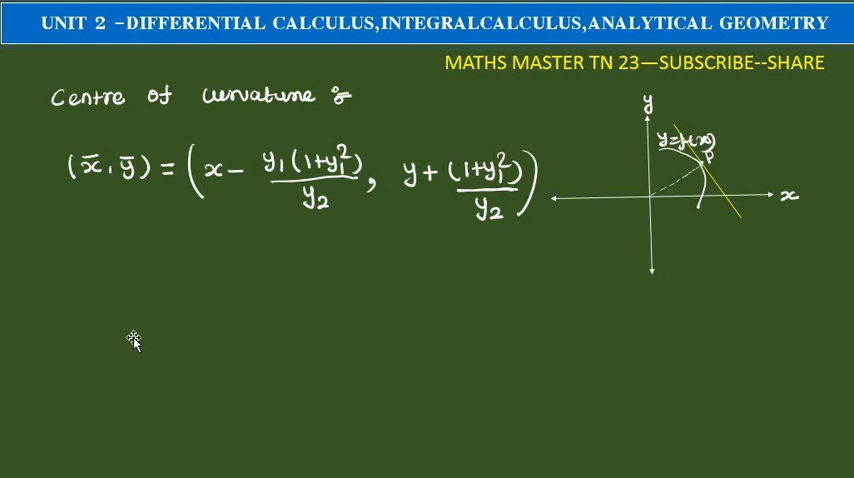 UNIT 2 –DIFFERENTIAL CALCULUS,INTEGRALCALCULUS,ANALYTICAL GEOMETRY
MATHS MASTER TN 23—SUBSCRIBE--SHARE
Centre of curvature :-
y
y=f(x)
P
(x̄, ȳ) = (x - y₁(1+y₁²)/y₂, y + (1+y₁²)/y₂)
x